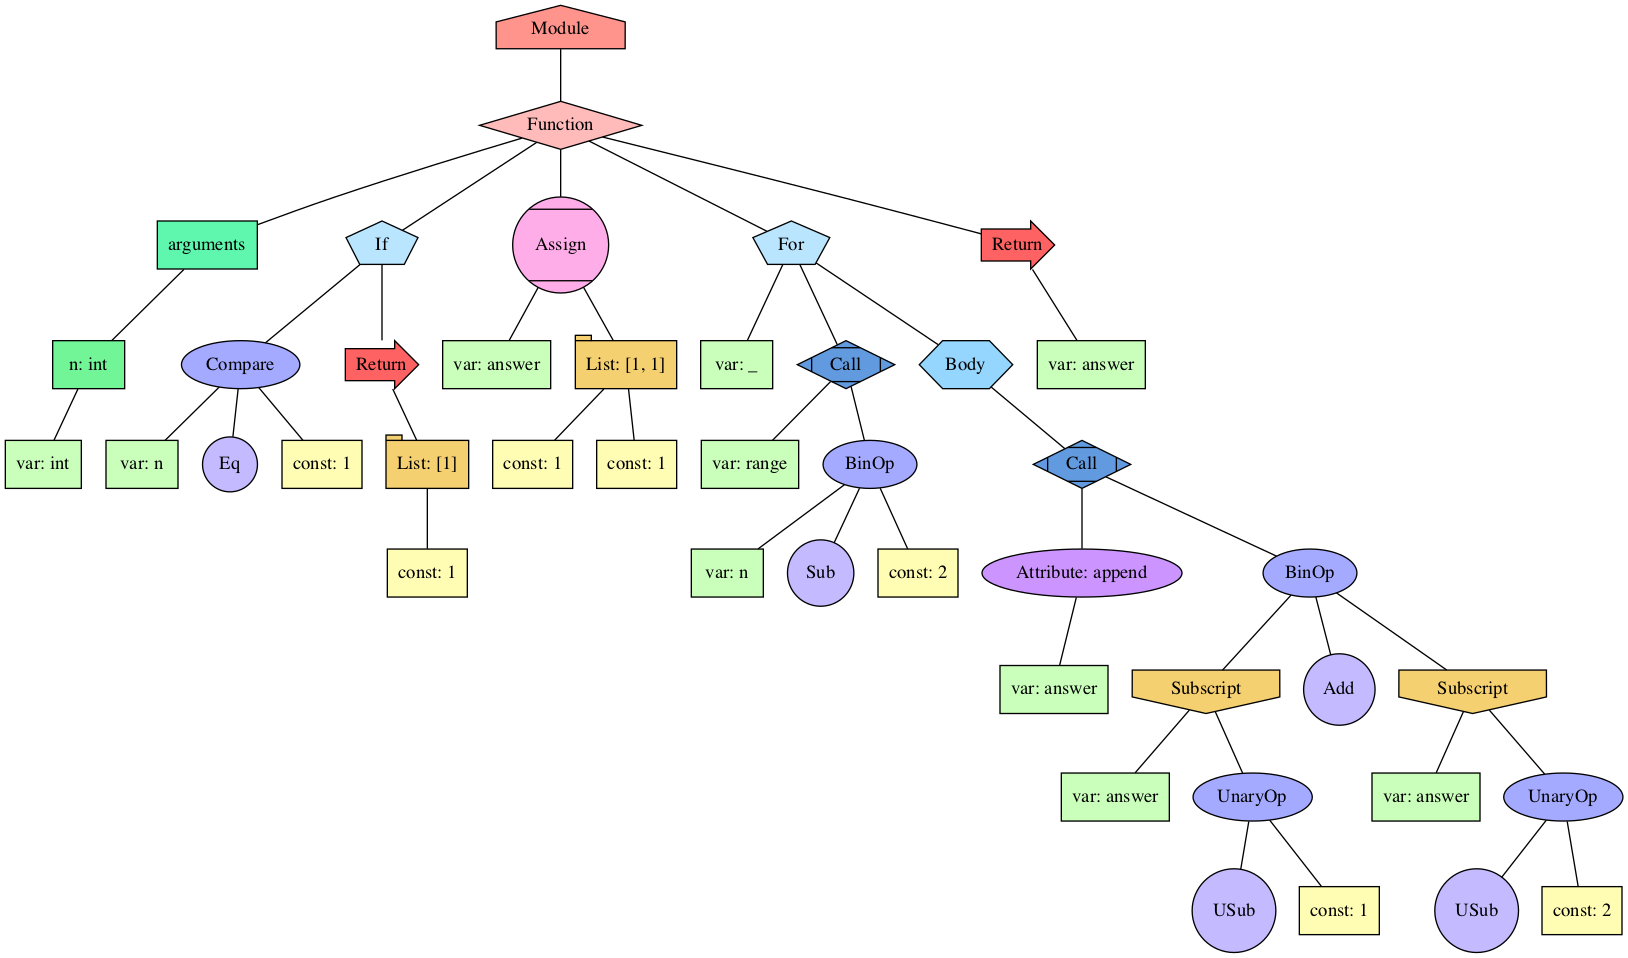 Module
Function
arguments
If
Assign
For
Return
n: int
Compare
Return
var: answer
List: [1, 1]
var: _
Call
Body
var: answer
var: int
var: n
Eq
const: 1
List: [1]
const: 1
const: 1
var: range
BinOp
Call
const: 1
var: n
Sub
const: 2
Attribute: append
BinOp
var: answer
Subscript
Add
Subscript
var: answer
UnaryOp
var: answer
UnaryOp
USub
const: 1
USub
const: 2